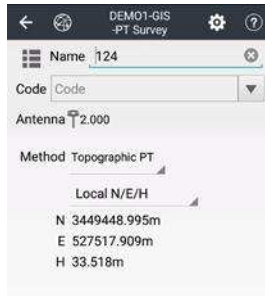 DEMO1-GIS
-PT Survey
Name 124
Code Code
Antenna 2.000
Method Topographic PT
Local N/E/H
N 3449448.995m
E 527517.909m
H 33.518m